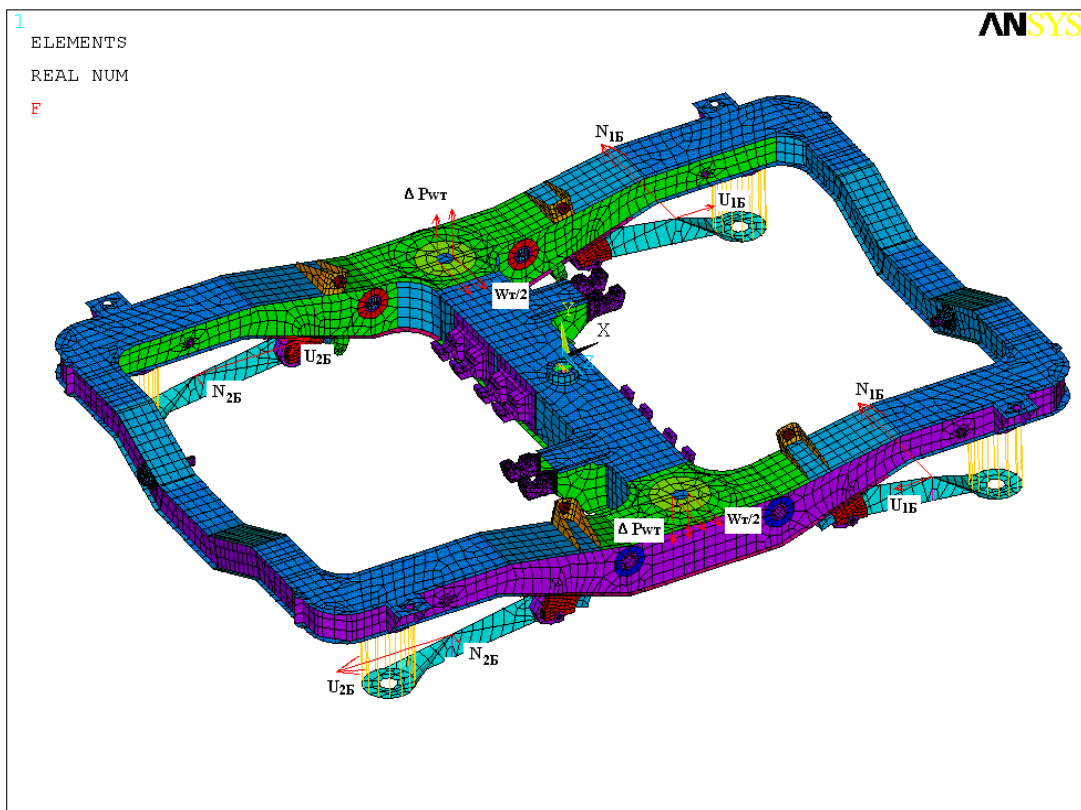 1
ANSYS
ELEMENTS
REAL NUM
F
N1Б
Δ Pwт
U1Б
Wт/2
Y
X
Z
U2Б
N2Б
N1Б
U1Б
Wт/2
Δ Pwт
N2Б
U2Б